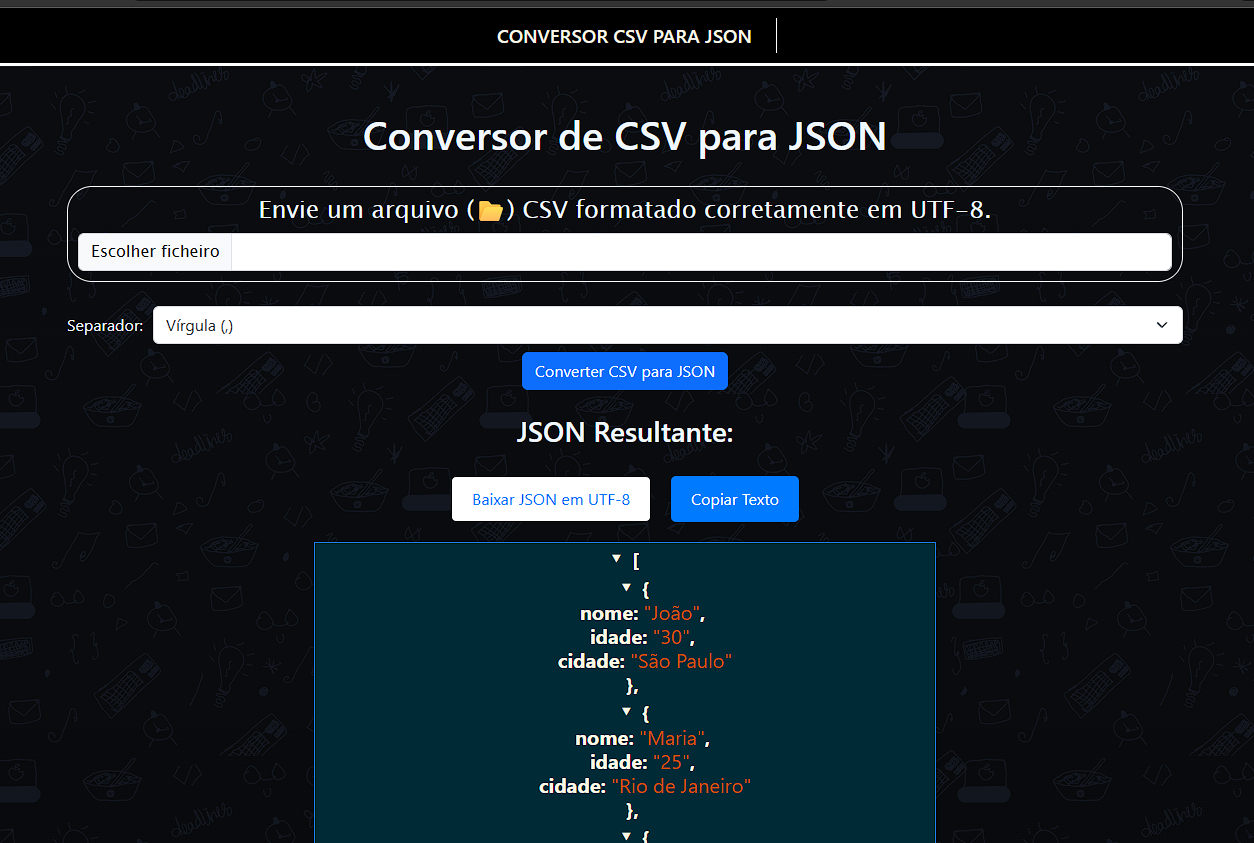 CONVERSOR CSV PARA JSON
Conversor de CSV para JSON
Envie um arquivo (📂) CSV formatado corretamente em UTF-8.
Escolher ficheiro
Separador: Vírgula (,)
Converter CSV para JSON
JSON Resultante:
Baixar JSON em UTF-8 Copiar Texto
▼ [
▼ {
nome: "João",
idade: "30",
cidade: "São Paulo"
},
▼ {
nome: "Maria",
idade: "25",
cidade: "Rio de Janeiro"
},
▼ {
deadlines